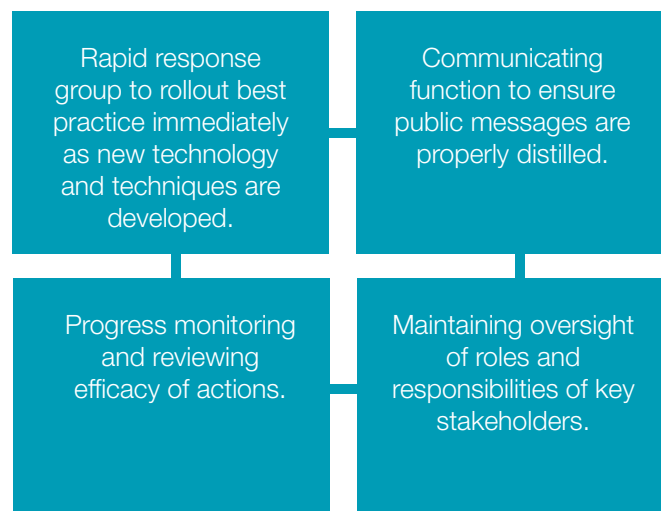 Rapid response
group to rollout best
practice immediately
as new technology
and techniques are
developed.
Communicating
function to ensure
public messages are
properly distilled.
Progress monitoring
and reviewing
efficacy of actions.
Maintaining oversight
of roles and
responsibilities of key
stakeholders.